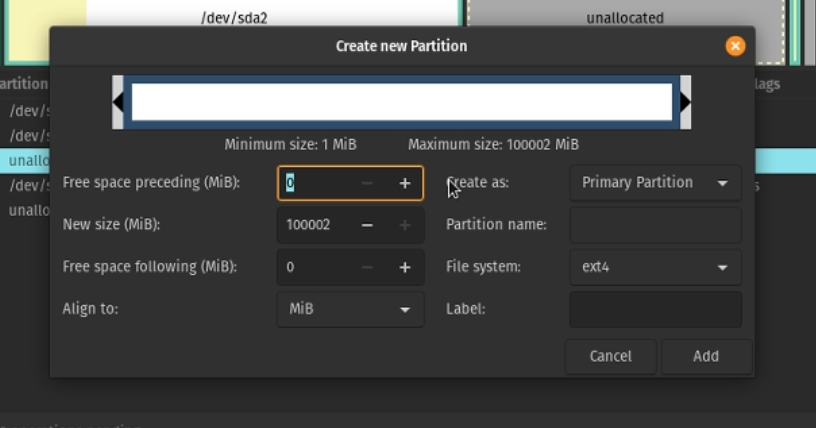 /dev/sda2 unallocated
Create new Partition
Minimum size: 1 MiB Maximum size: 100002 MiB
artition
lags
/dev/s
/dev/s
unallo
/dev/s s
unallo
Free space preceding (MiB): 0 − + Create as: Primary Partition
New size (MiB): 100002 − + Partition name:
Free space following (MiB): 0 − + File system: ext4
Align to: MiB Label:
Cancel Add